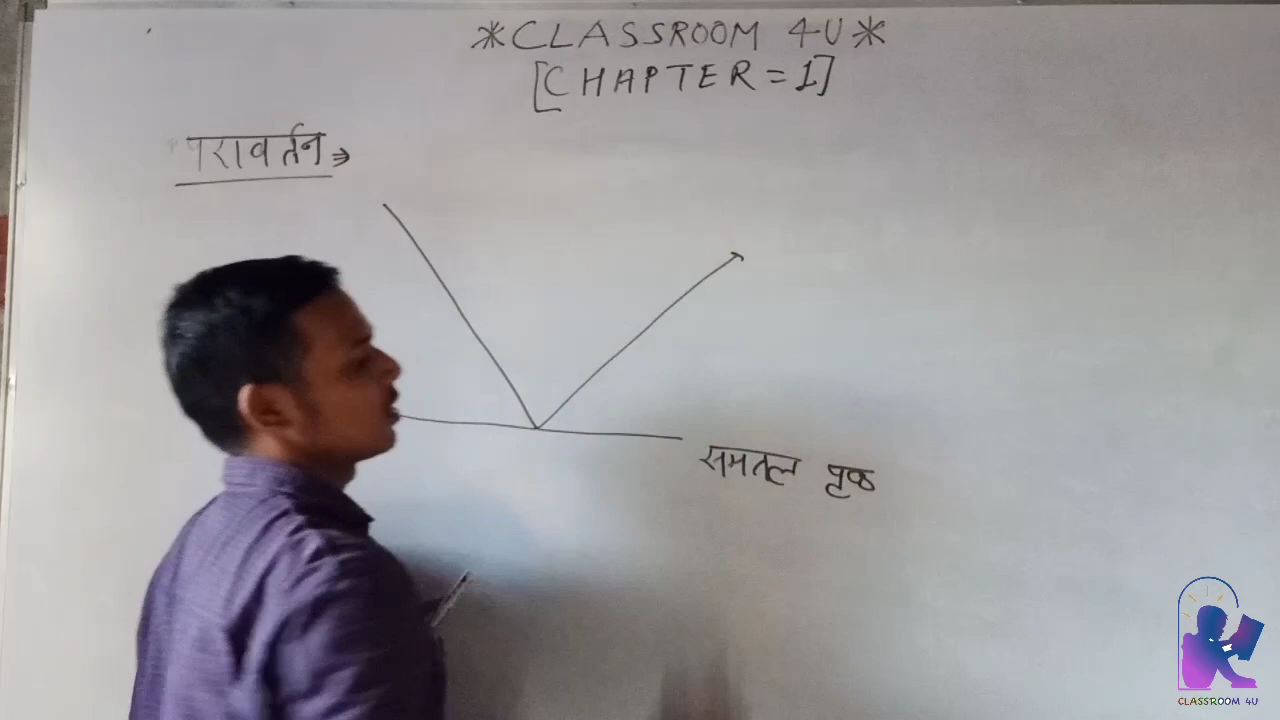 *CLASSROOM 4U*
[CHAPTER = 1]
परावर्तन ⇒
समतल पृष्ठ
CLASSROOM 4U